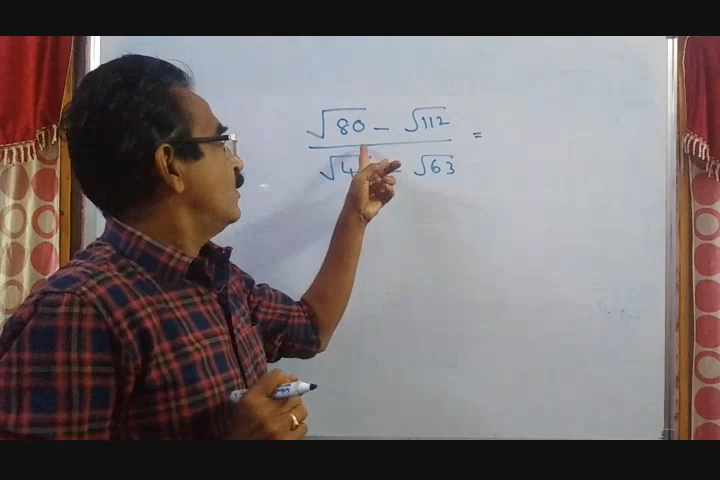 √80 - √112 =
√4 - √63